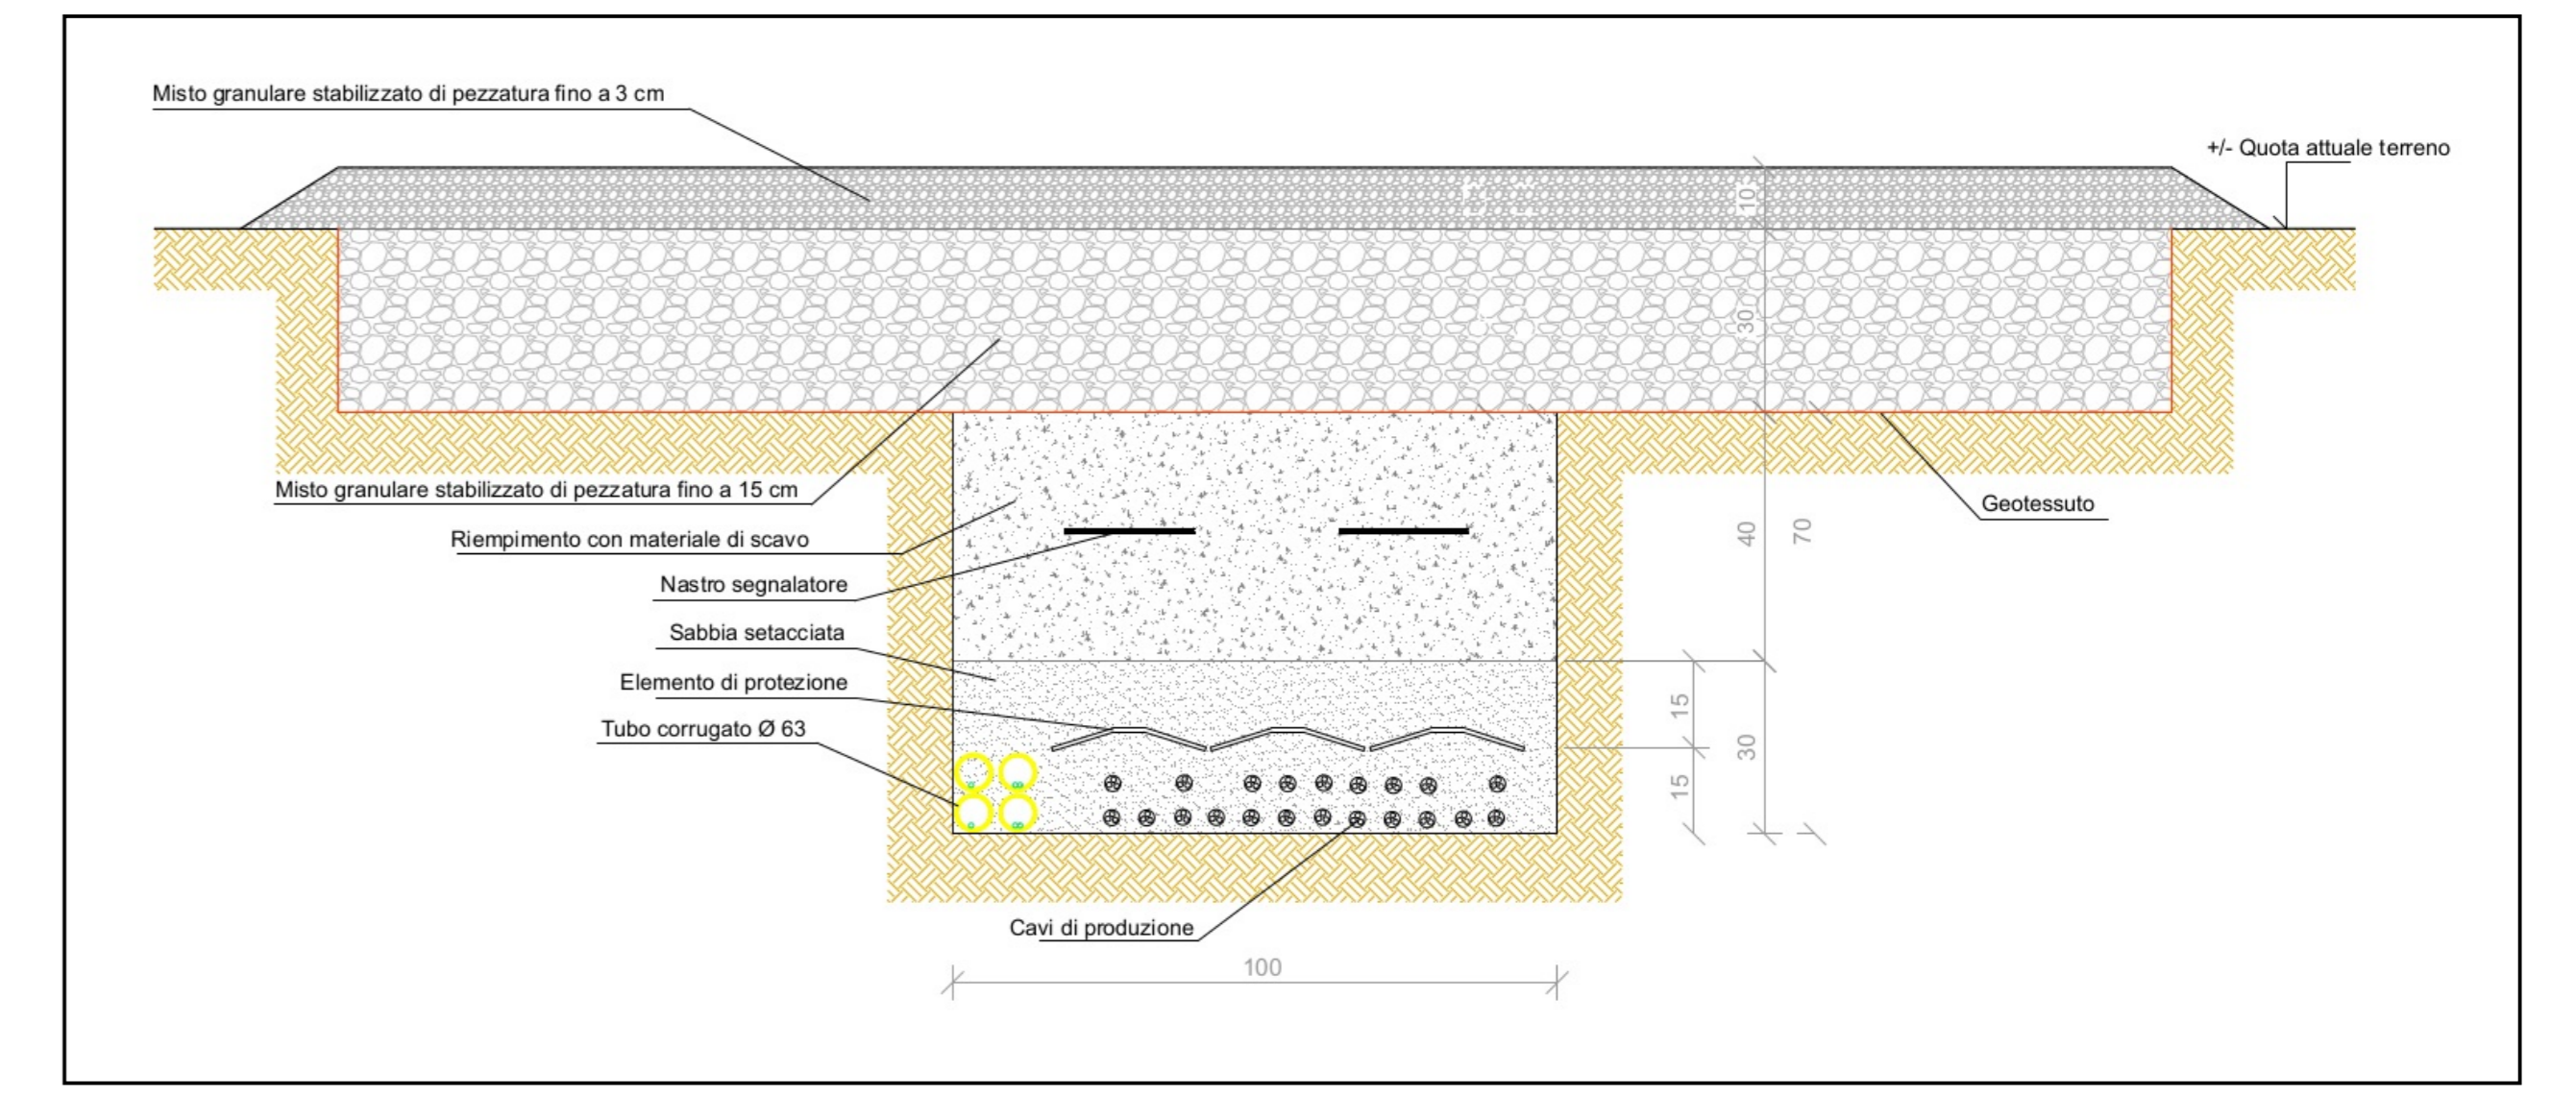 Misto granulare stabilizzato di pezzatura fino a 3 cm
+/- Quota attuale terreno
10
30
Misto granulare stabilizzato di pezzatura fino a 15 cm
Geotessuto
Riempimento con materiale di scavo
40
70
Nastro segnalatore
Sabbia setacciata
Elemento di protezione
15
Tubo corrugato Ø 63
30
15
Cavi di produzione
100